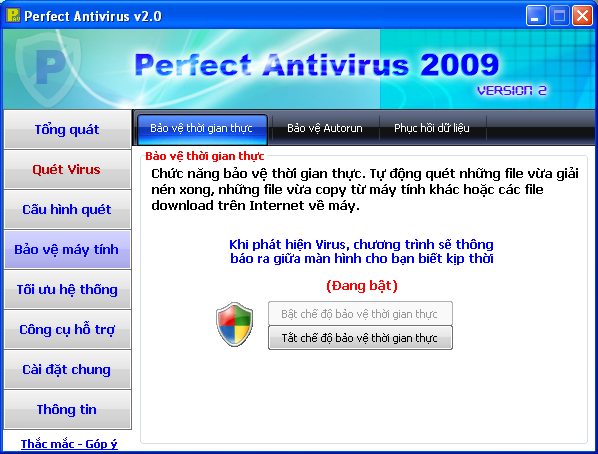 Perfect Antivirus v2.0
Perfect Antivirus 2009
VERSION 2
Tổng quát
Quét Virus
Cấu hình quét
Bảo vệ máy tính
Tối ưu hệ thống
Công cụ hỗ trợ
Cài đặt chung
Thông tin
Thắc mắc - Góp ý
Bảo vệ thời gian thực
Bảo vệ Autorun
Phục hồi dữ liệu
Bảo vệ thời gian thực
Chức năng bảo vệ thời gian thực. Tự động quét những file vừa giải
nén xong, những file vừa copy từ máy tính khác hoặc các file
download trên Internet về máy.
Khi phát hiện Virus, chương trình sẽ thông
báo ra giữa màn hình cho bạn biết kịp thời
(Đang bật)
Bật chế độ bảo vệ thời gian thực
Tắt chế độ bảo vệ thời gian thực